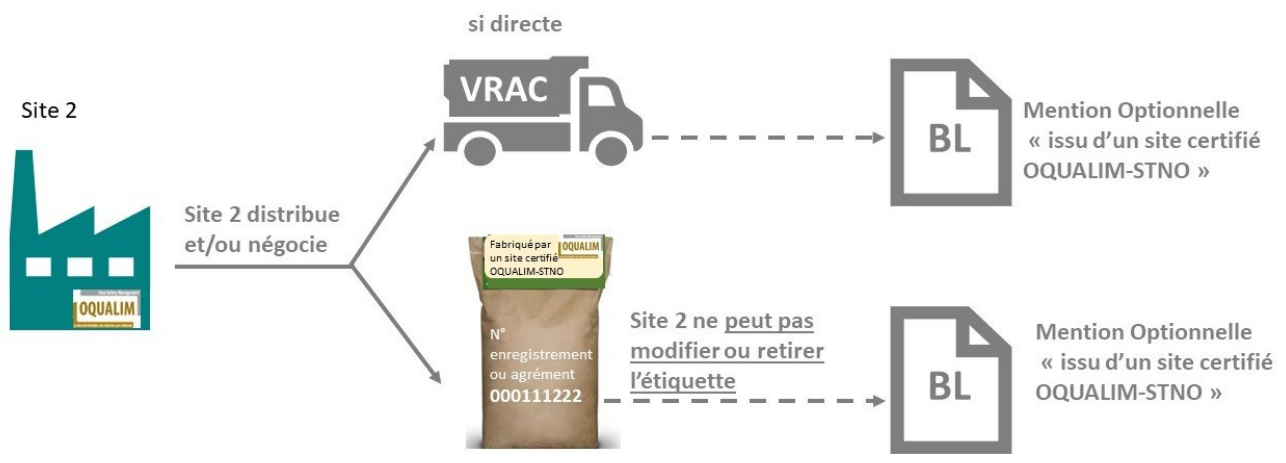 si directe
VRAC
Site 2
BL
Mention Optionnelle
« issu d’un site certifié
OQUALIM-STNO »
Site 2 distribue
et/ou négocie
Fabriqué par
un site certifié
OQUALIM-STNO
OQUALIM
OQUALIM
N°
enregistrement
ou agrément
000111222
Site 2 ne peut pas
modifier ou retirer
l’étiquette
BL
Mention Optionnelle
« issu d’un site certifié
OQUALIM-STNO »